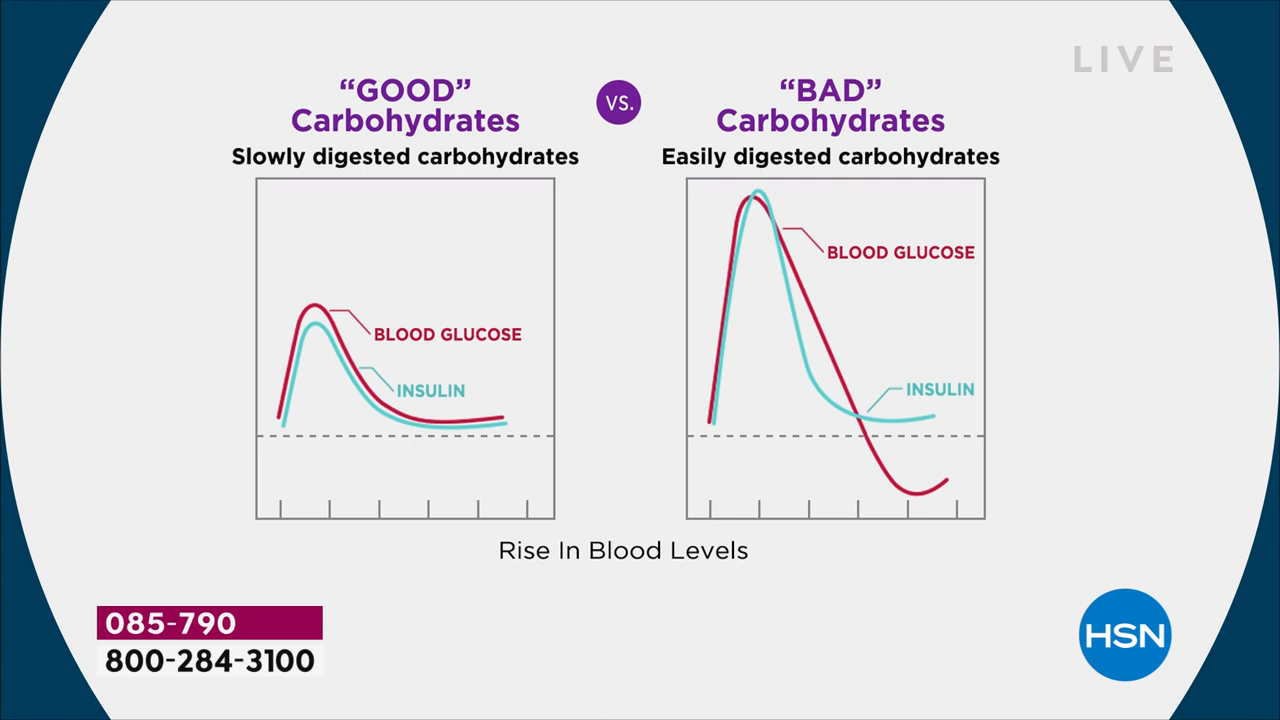 LIVE
“GOOD”
Carbohydrates
Slowly digested carbohydrates
VS.
“BAD”
Carbohydrates
Easily digested carbohydrates
BLOOD GLUCOSE
INSULIN
BLOOD GLUCOSE
INSULIN
Rise In Blood Levels
085-790
800-284-3100
HSN